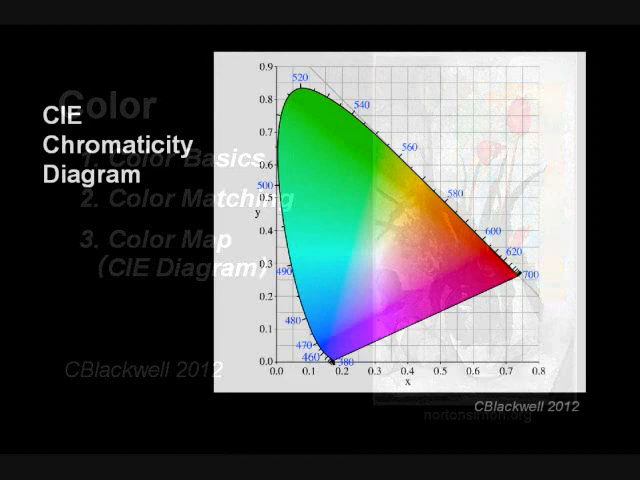 Color
CIE
Chromaticity
Diagram
1. Color Basics
2. Color Matching
3. Color Map
(CIE Diagram)
CBlackwell 2012
0.9
0.8
0.7
0.6
0.5
0.4
0.3
0.2
0.1
0.0
y
0.0 0.1 0.2 0.3 0.4 0.5 0.6 0.7 0.8
x
520
540
560
580
600
620
700
500
490
480
470
460
380
CBlackwell 2012
nortonsimon.org